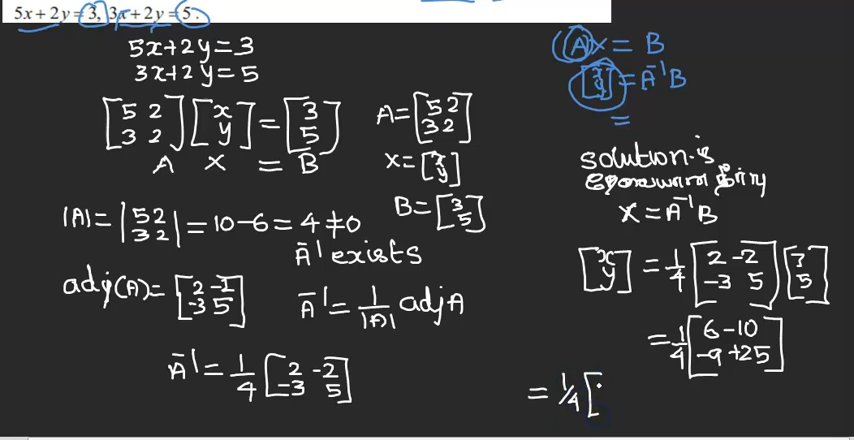 5x + 2y = 3, 3x + 2y = 5.
5x+2y=3
3x+2y=5
[5 2
3 2] [x
y] = [3
5]
A X = B
A = [5 2
3 2]
X = [x
y]
B = [3
5]
|A| = |5 2
3 2| = 10-6 = 4 ≠ 0
A⁻¹ exists
adj(A) = [2 -2
-3 5]
A⁻¹ = 1/|A| adj A
A⁻¹ = 1/4 [2 -2
-3 5]
(A)x = B
[x
y] = A⁻¹B
=
solution is
X = A⁻¹B
[x
y] = 1/4 [2 -2
-3 5] [3
5]
= 1/4 [6 -10
-9 +25]
= 1/4 [